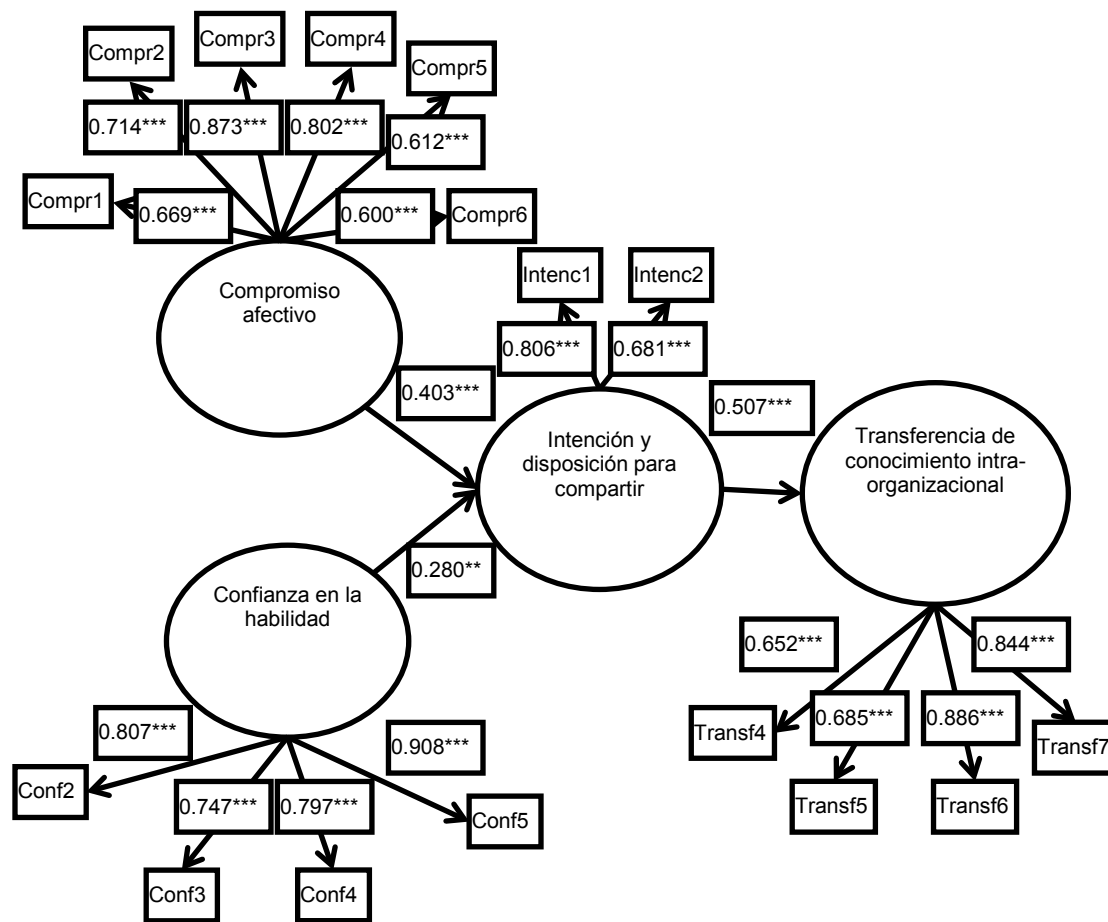 Compr2
Compr3
Compr4
Compr5
0.714***
0.873***
0.802***
0.612***
Compr1
0.669***
0.600***
Compr6
Compromiso
afectivo
Intenc1
Intenc2
0.806***
0.681***
0.403***
0.507***
Intención y
disposición para
compartir
Transferencia de
conocimiento intra-
organizacional
0.280**
Confianza en la
habilidad
0.652***
0.844***
0.685***
0.886***
Transf4
Transf7
Transf5
Transf6
0.807***
0.908***
0.747***
0.797***
Conf2
Conf5
Conf3
Conf4